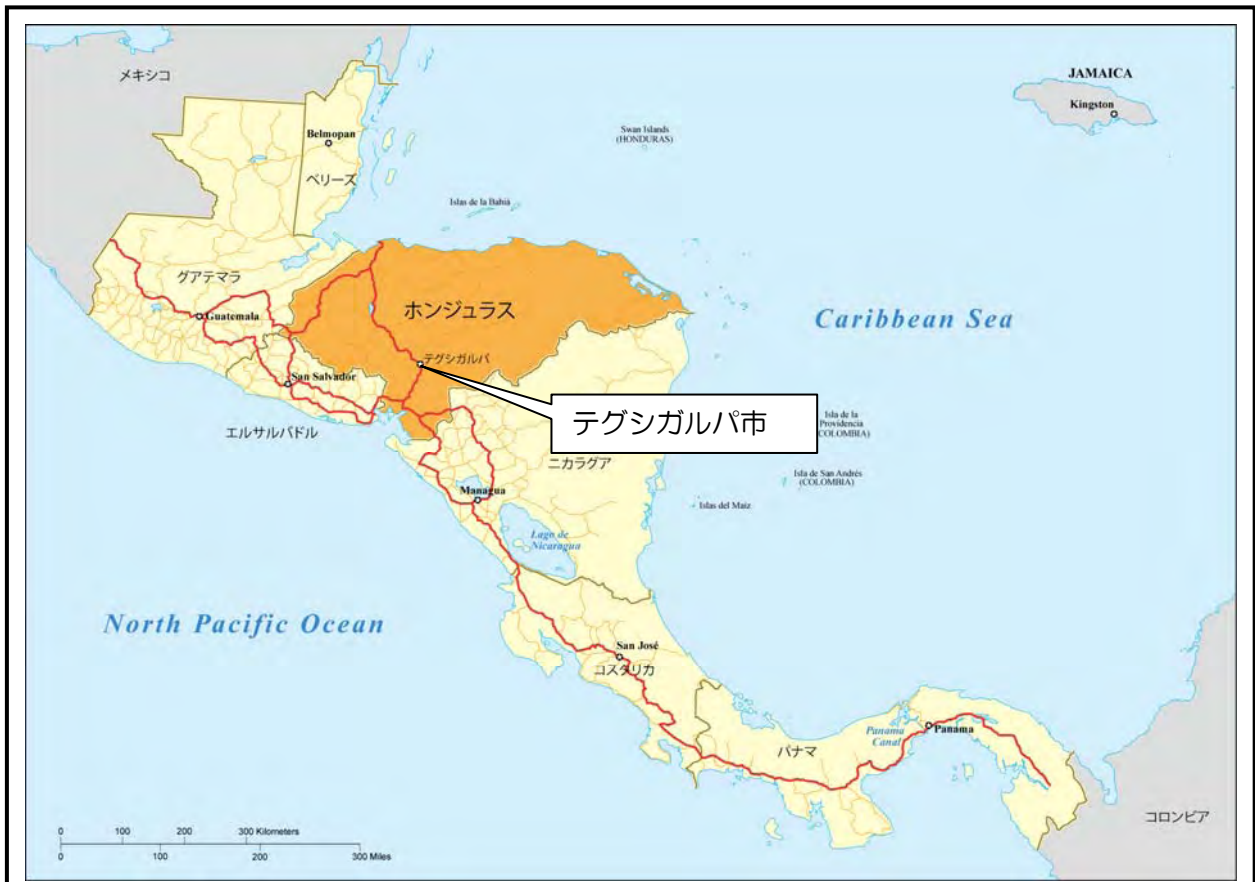 メキシコ
JAMAICA
Kingston
Belmopan
ベリーズ
Swan Islands
(HONDURAS)
Islas de la Bahía
グアテマラ
Guatemala
ホンジュラス
Caribbean Sea
テグシガルパ
San Salvador
エルサルバドル
テグシガルパ市
Isla de la
Providencia
COLOMBIA)
ニカラグア
Isla de San Andrés
(COLOMBIA)
Managua
Islas del Maíz
Lago de
Nicaragua
North Pacific Ocean
San José
コスタリカ
Panama
Canal
Panama
パナマ
コロンビア
0 100 200 300 Kilometers
0 100 200 300 Miles